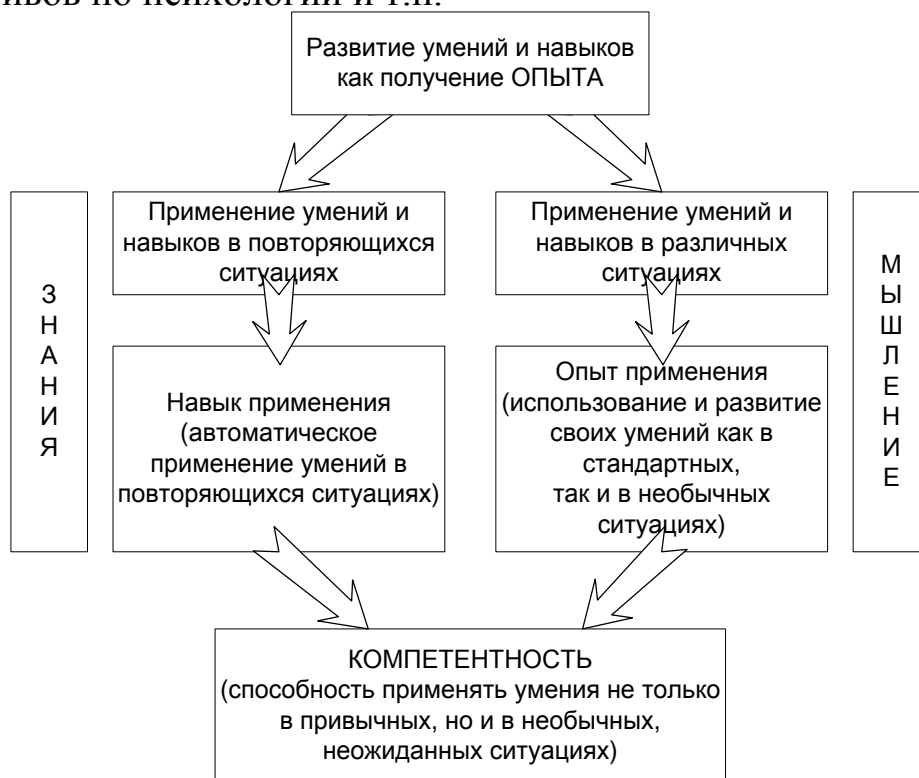 по психологии и т.п.
Развитие умений и навыков
как получение ОПЫТА
Применение умений и
навыков в повторяющихся
ситуациях
Применение умений и
навыков в различных
ситуациях
З
Н
А
Н
И
Я
М
Ы
Ш
Л
Е
Н
И
Е
Навык применения
(автоматическое
применение умений в
повторяющихся ситуациях)
Опыт применения
(использование и развитие
своих умений как в
стандартных,
так и в необычных
ситуациях)
КОМПЕТЕНТНОСТЬ
(способность применять умения не только
в привычных, но и в необычных,
неожиданных ситуациях)